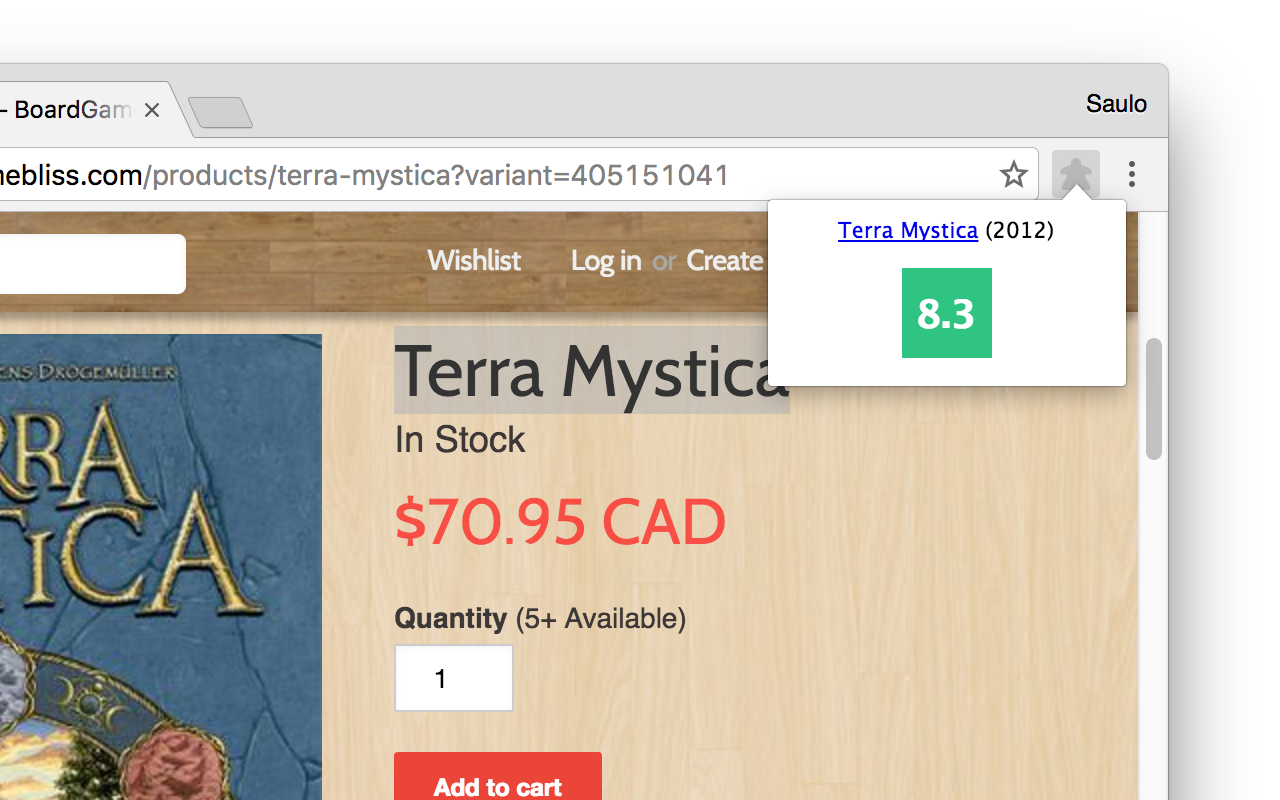 - BoardGam
Saulo
nebliss.com/products/terra-mystica?variant=405151041
Terra Mystica (2012)
8.3
Wishlist Log in or Create
Terra Mystica
In Stock
$70.95 CAD
Quantity (5+ Available)
1
Add to cart
ENS DROGEMÜLLER
RRA
TICA